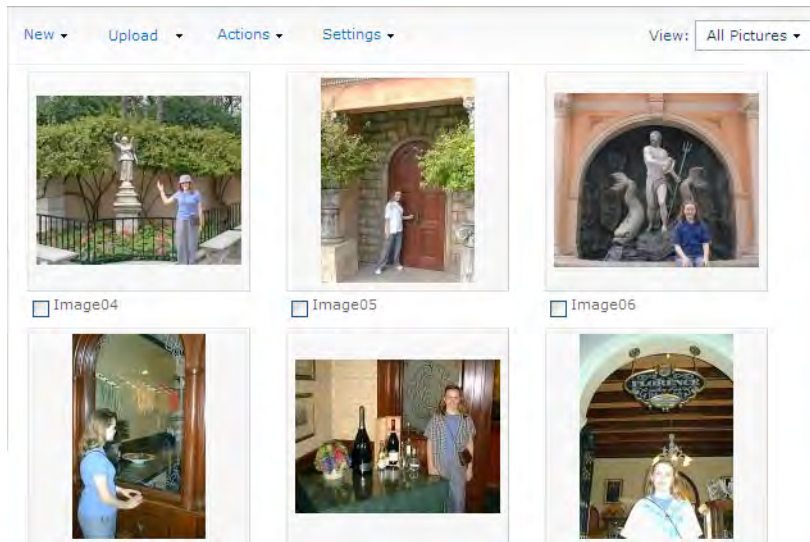 New Upload Actions Settings View: All Pictures
Image04 Image05 Image06
FLORENCE